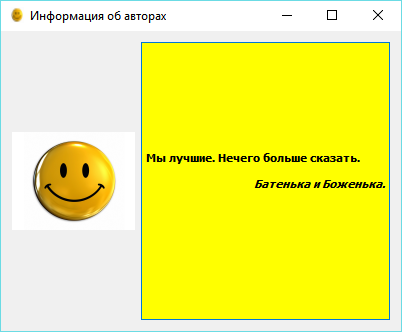 Информация об авторах
Мы лучшие. Нечего больше сказать.
Батенька и Боженька.